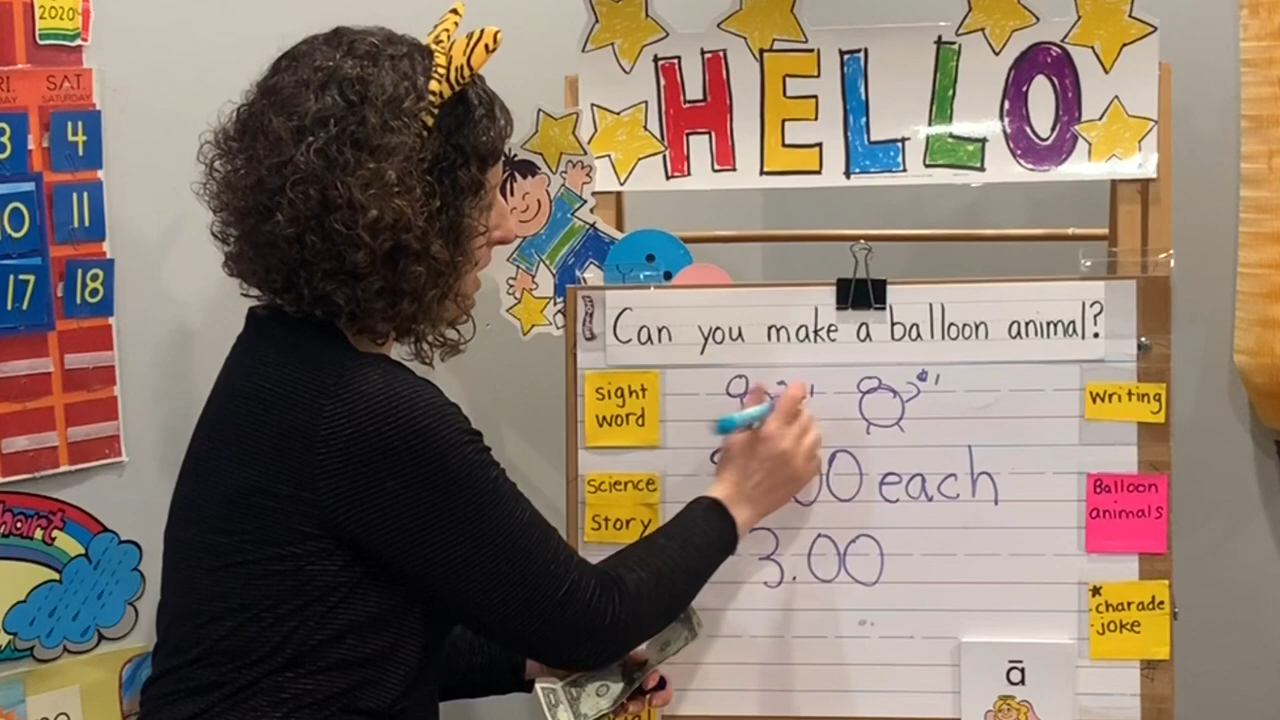 2020
FRI. SAT.
SATURDAY
3 4
10 11
17 18
HELLO
Can you make a balloon animal?
sight
word
Writing
00 each
Science
Story
Balloon
animals
3.00
charade
joke
ā